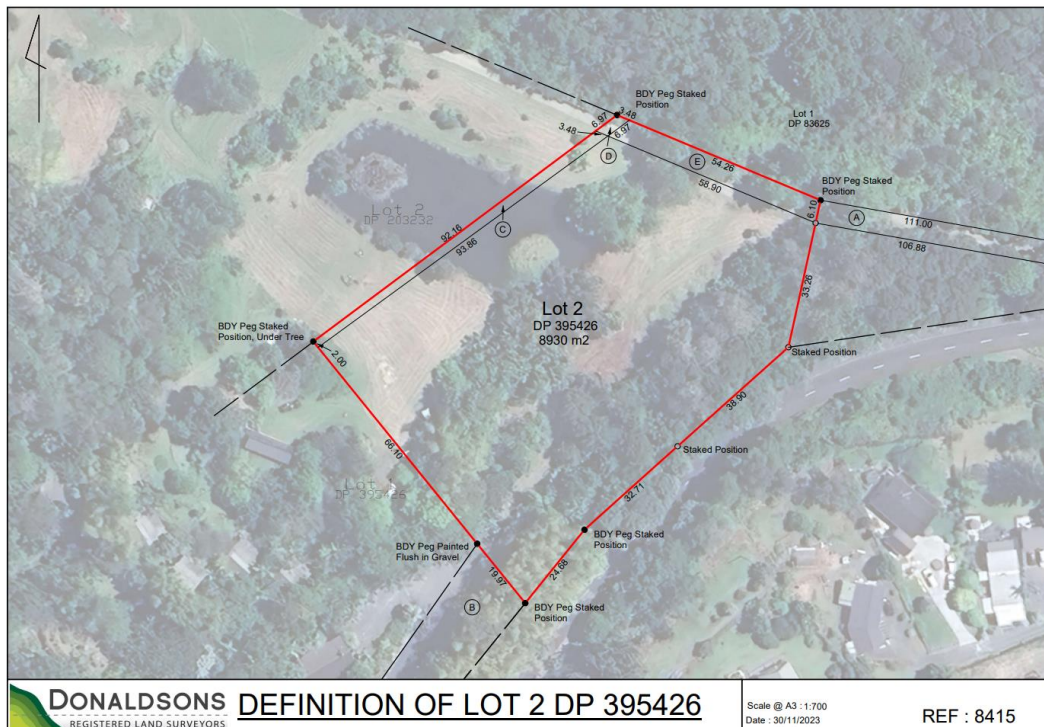 BDY Peg Staked
Position
Lot 1
DP 83625
3.48
6.97
3.48
6.97
D
E
54.26
58.90
BDY Peg Staked
Position
6.10
A
111.00
106.88
Lot 2
DP 203232
C
92.16
93.86
33.26
Lot 2
DP 395426
8930 m2
BDY Peg Staked
Position, Under Tree
2.00
Staked Position
38.90
66.10
Staked Position
Lot 1
DP 395426
32.71
BDY Peg Painted
Flush in Gravel
BDY Peg Staked
Position
19.97
24.68
B
BDY Peg Staked
Position
DONALDSONS
REGISTERED LAND SURVEYORS
DEFINITION OF LOT 2 DP 395426
Scale @ A3 : 1:700
Date : 30/11/2023
REF : 8415